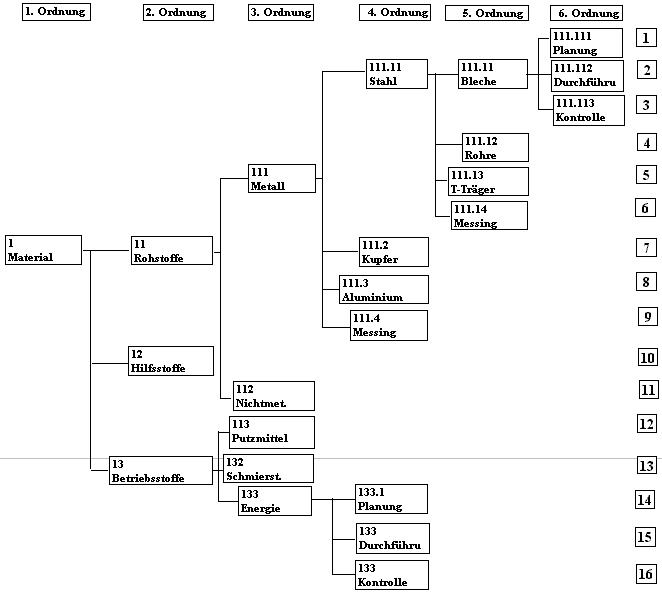 1. Ordnung
2. Ordnung
3. Ordnung
4. Ordnung
5. Ordnung
6. Ordnung
111.111
Planung
1
111.11
Stahl
111.11
Bleche
111.112
Durchführu
2
111.113
Kontrolle
3
111.12
Rohre
4
111
Metall
111.13
T-Träger
5
111.14
Messing
6
1
Material
11
Rohstoffe
111.2
Kupfer
7
111.3
Aluminium
8
111.4
Messing
9
12
Hilfsstoffe
10
112
Nichtmet.
11
113
Putzmittel
12
13
Betriebsstoffe
132
Schmierst.
13
133
Energie
133.1
Planung
14
133
Durchführu
15
133
Kontrolle
16